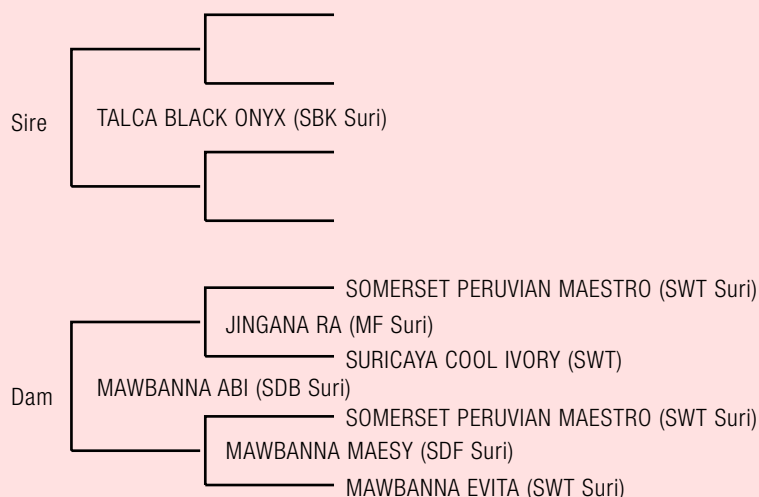 Sire
TALCA BLACK ONYX (SBK Suri)
SOMERSET PERUVIAN MAESTRO (SWT Suri)
JINGANA RA (MF Suri)
SURICAYA COOL IVORY (SWT)
Dam
MAWBANNA ABI (SDB Suri)
SOMERSET PERUVIAN MAESTRO (SWT Suri)
MAWBANNA MAESY (SDF Suri)
MAWBANNA EVITA (SWT Suri)